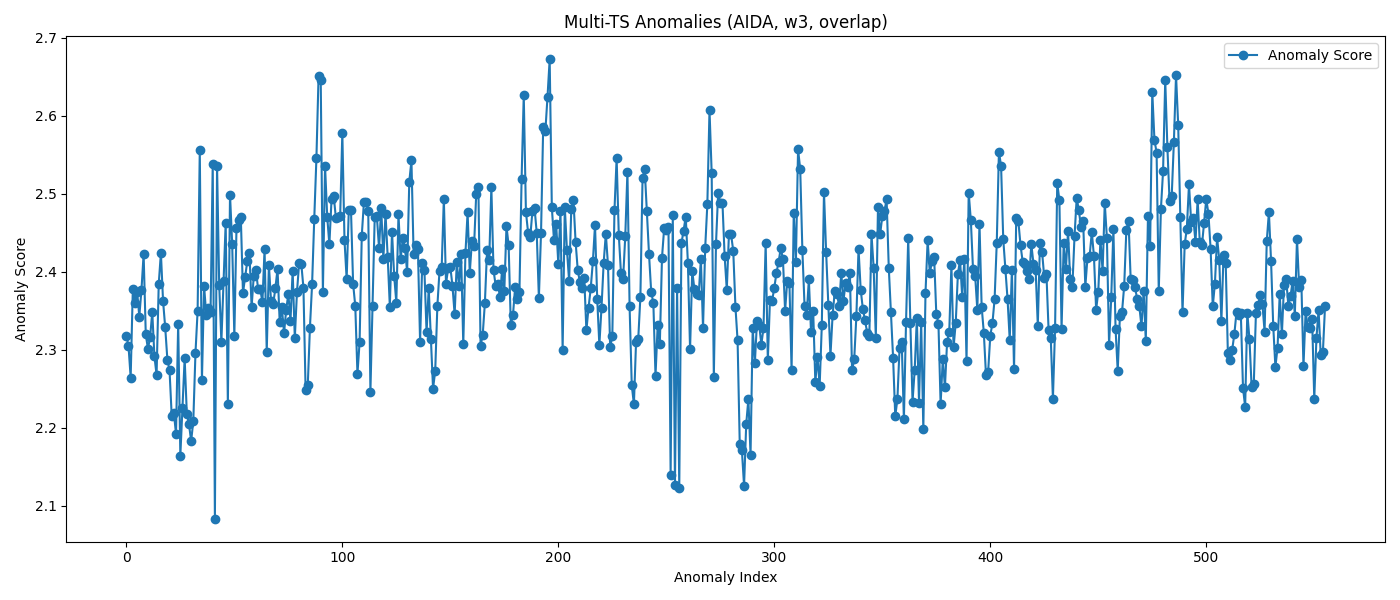 Multi-TS Anomalies (AIDA, w3, overlap)
Anomaly Score
2.7
2.6
2.5
2.4
2.3
2.2
2.1
Anomaly Score
0 100 200 300 400 500
Anomaly Index